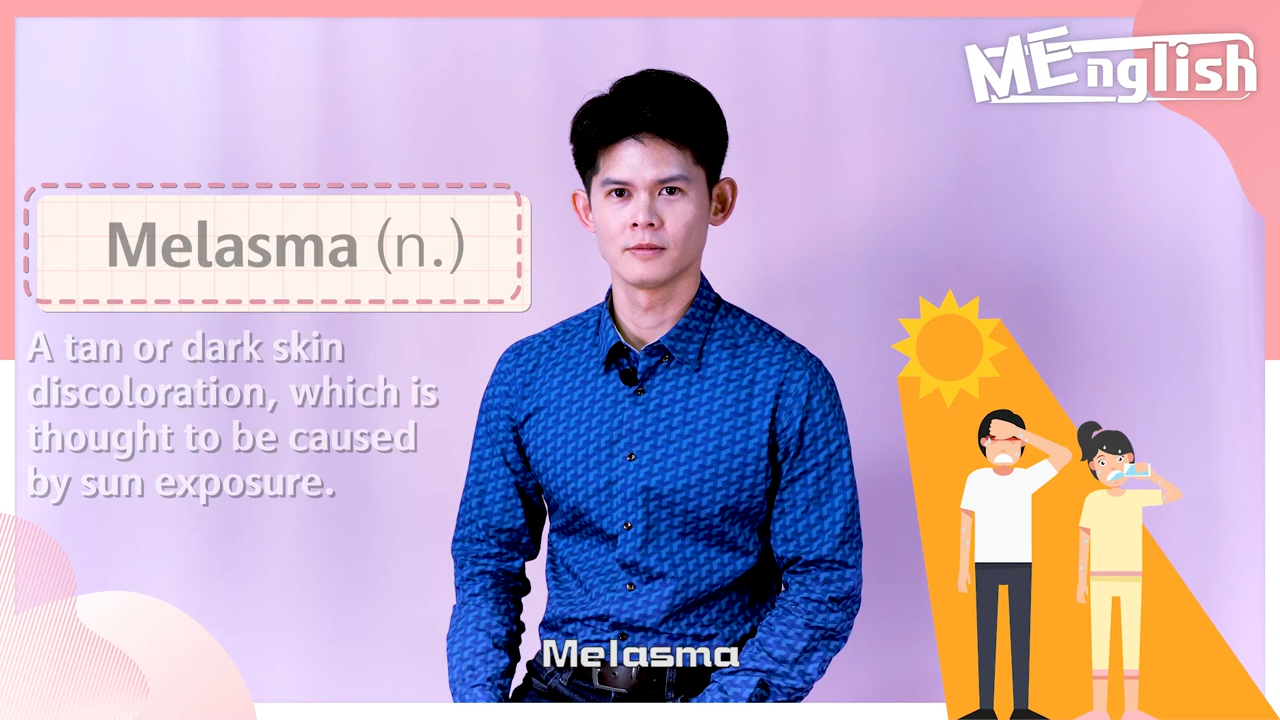 MEnglish
Melasma (n.)
A tan or dark skin
discoloration, which is
thought to be caused
by sun exposure.
Melasma